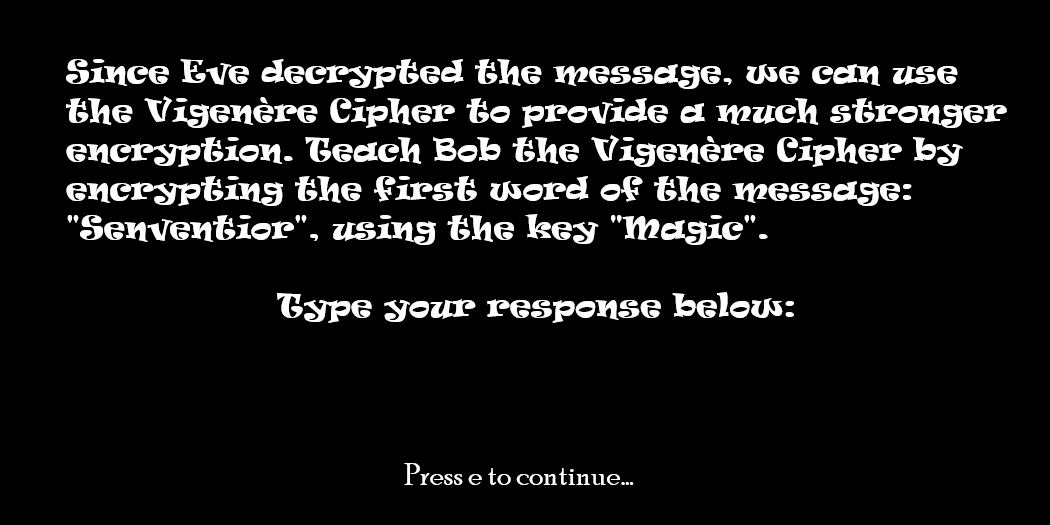 Since Eve decrypted the message, we can use
the Vigenère Cipher to provide a much stronger
encryption. Teach Bob the Vigenère Cipher by
encrypting the first word of the message:
"Senventior", using the key "Magic".
Type your response below:
Press e to continue...